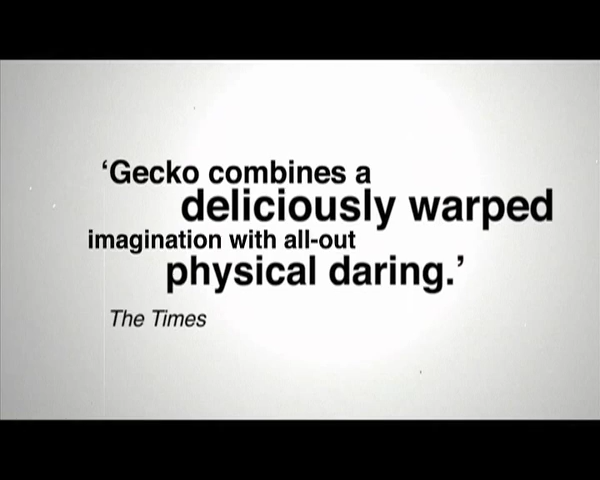 ‘Gecko combines a
deliciously warped
imagination with all-out
physical daring.’
The Times